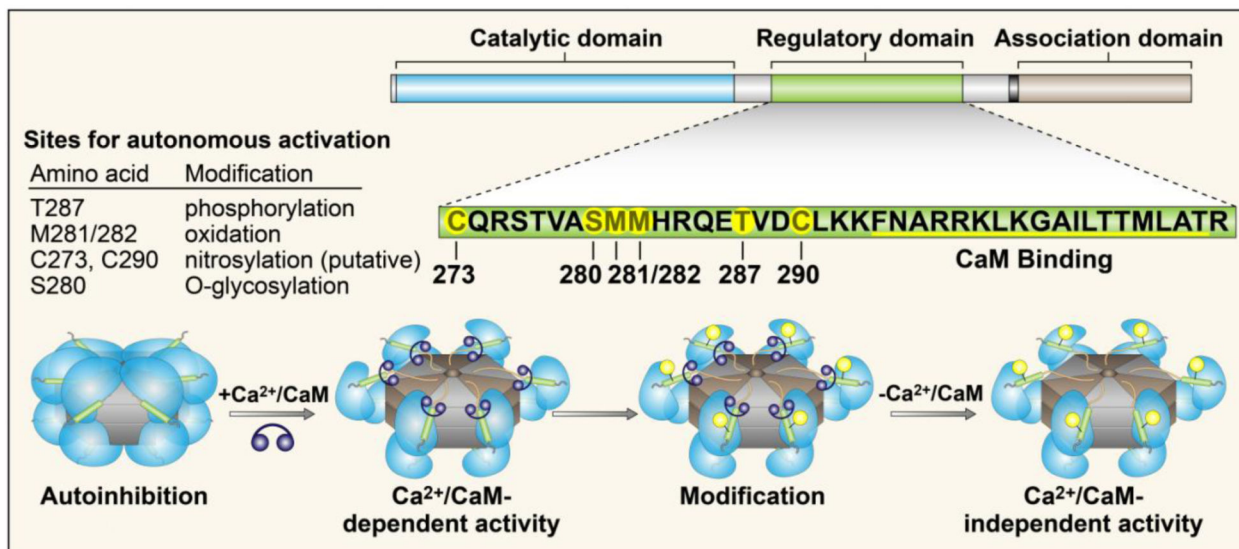 Catalytic domain Regulatory domain Association domain
Sites for autonomous activation
Amino acid Modification
T287 phosphorylation
M281/282 oxidation
C273, C290 nitrosylation (putative)
S280 O-glycosylation
CQRSTVASMMHRQETVDCLKKFNARRKLKGAILTTMLATR
273 280 281/282 287 290
CaM Binding
+Ca²⁺/CaM
-Ca²⁺/CaM
Autoinhibition
Ca²⁺/CaM-
dependent activity
Modification
Ca²⁺/CaM-
independent activity